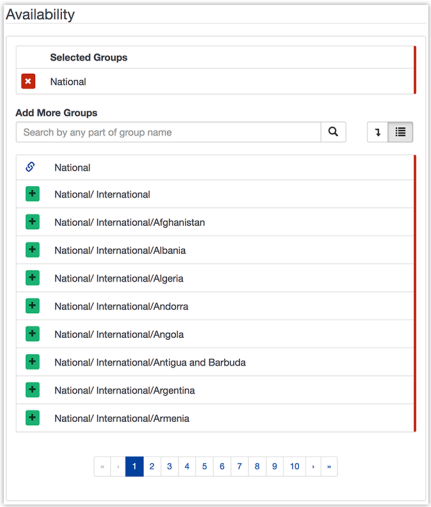 Availability
Selected Groups
National
Add More Groups
Search by any part of group name
National
National/ International
National/ International/Afghanistan
National/ International/Albania
National/ International/Algeria
National/ International/Andorra
National/ International/Angola
National/ International/Antigua and Barbuda
National/ International/Argentina
National/ International/Armenia
« ‹ 1 2 3 4 5 6 7 8 9 10 › »